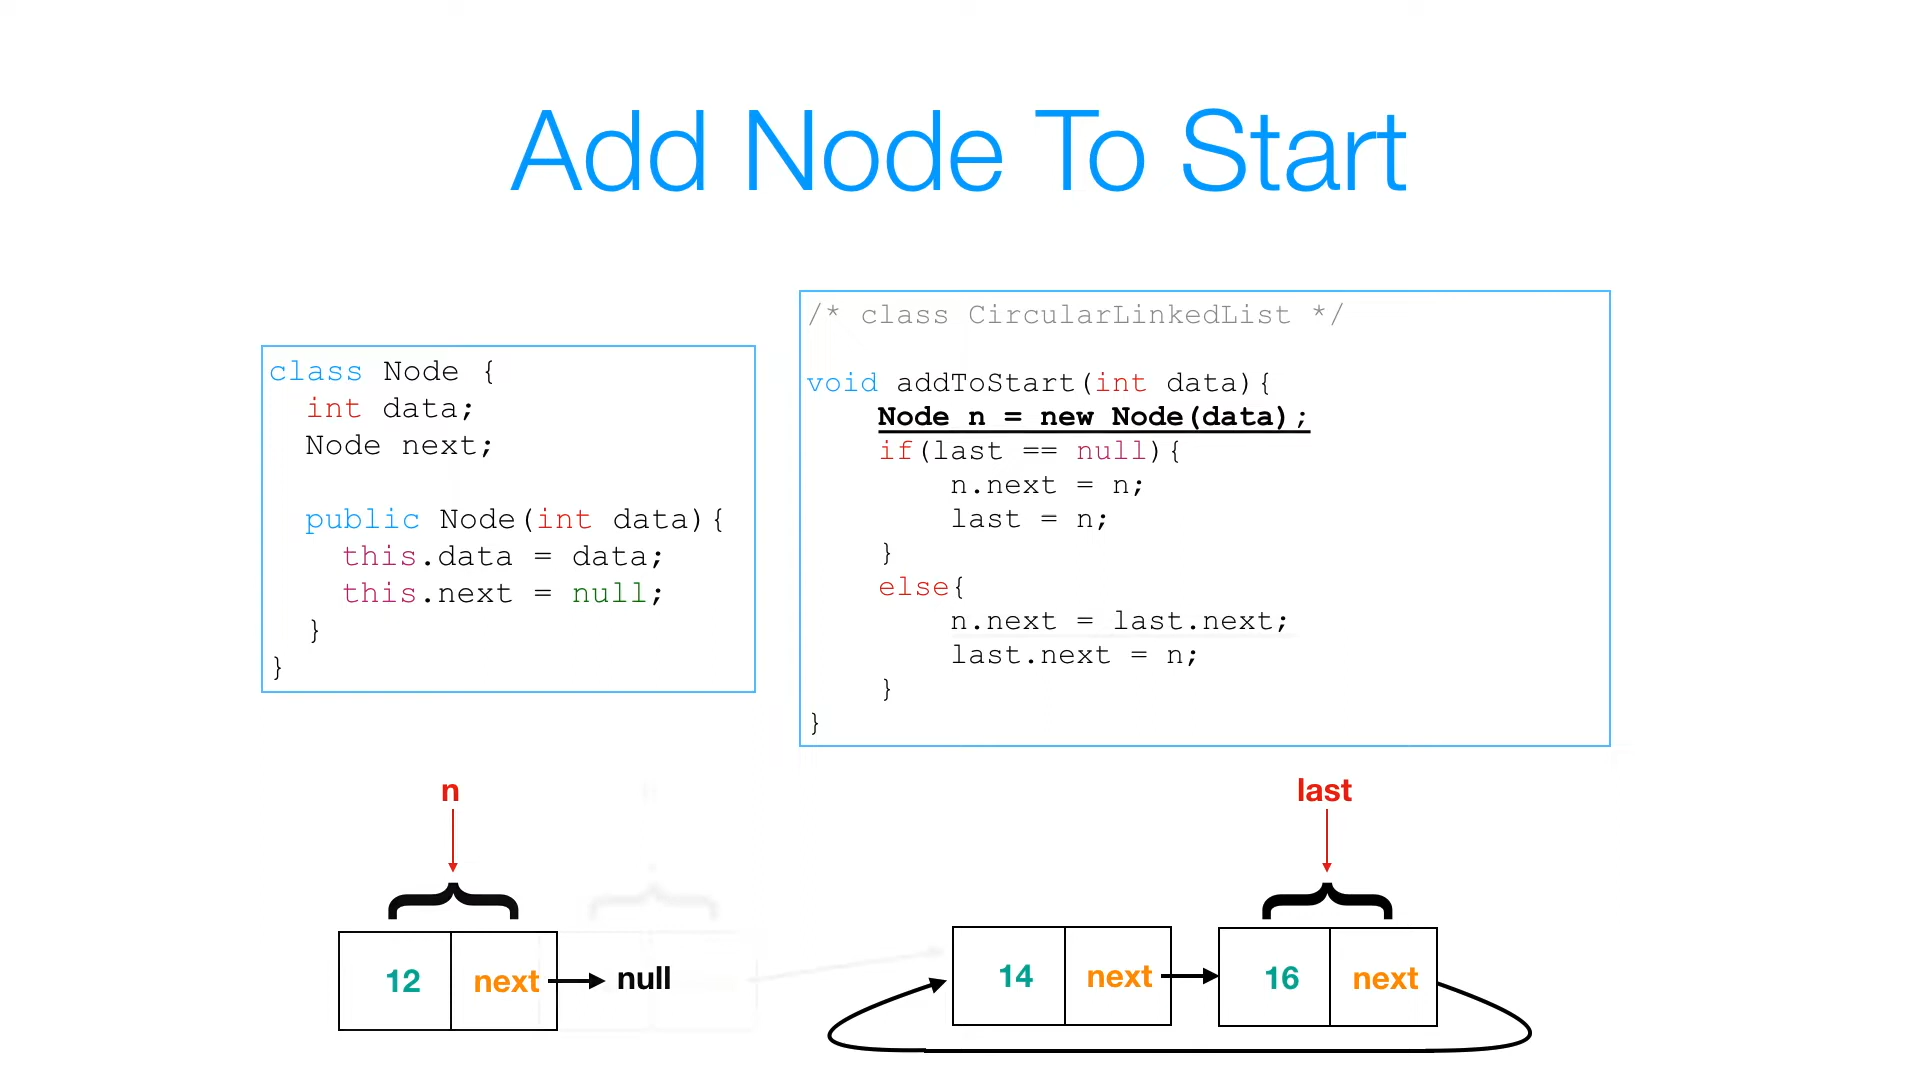 Add Node To Start
class Node {
int data;
Node next;
public Node(int data){
this.data = data;
this.next = null;
}
}
/* class CircularLinkedList */
void addToStart(int data){
Node n = new Node(data);
if(last == null){
n.next = n;
last = n;
}
else{
n.next = last.next;
last.next = n;
}
}
n
last
12 next null
14 next
16 next